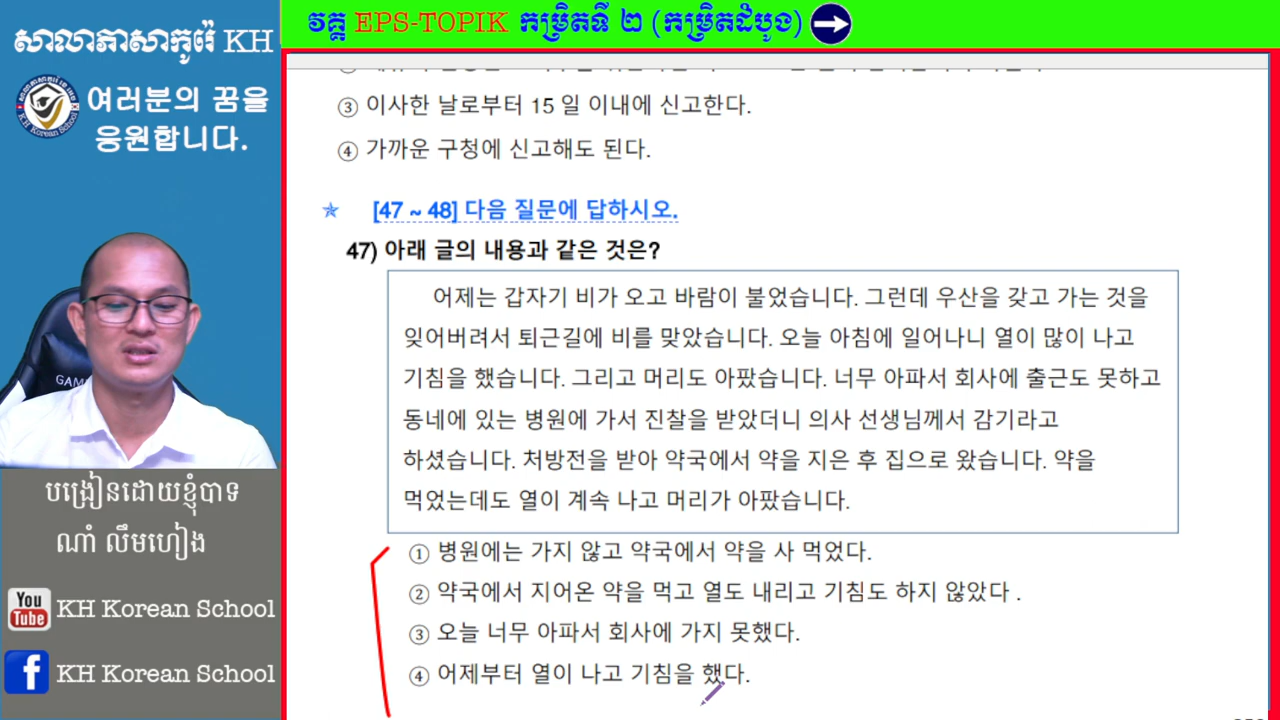 វគ្គ EPS-TOPIK កម្រិតទី ២ (កម្រិតដំបូង)
សាលាភាសាកូរ៉េ KH
여러분의 꿈을
응원합니다.
③ 이사한 날로부터 15 일 이내에 신고한다.
④ 가까운 구청에 신고해도 된다.
[47 ~ 48] 다음 질문에 답하시오.
47) 아래 글의 내용과 같은 것은?
어제는 갑자기 비가 오고 바람이 불었습니다. 그런데 우산을 갖고 가는 것을
잊어버려서 퇴근길에 비를 맞았습니다. 오늘 아침에 일어나니 열이 많이 나고
기침을 했습니다. 그리고 머리도 아팠습니다. 너무 아파서 회사에 출근도 못하고
동네에 있는 병원에 가서 진찰을 받았더니 의사 선생님께서 감기라고
하셨습니다. 처방전을 받아 약국에서 약을 지은 후 집으로 왔습니다. 약을
먹었는데도 열이 계속 나고 머리가 아팠습니다.
① 병원에는 가지 않고 약국에서 약을 사 먹었다.
② 약국에서 지어온 약을 먹고 열도 내리고 기침도 하지 않았다 .
③ 오늘 너무 아파서 회사에 가지 못했다.
④ 어제부터 열이 나고 기침을 했다.
GAM
បង្រៀនដោយខ្ញុំបាទ
ណាំ លឹមហៀង
You Tube KH Korean School
f KH Korean School